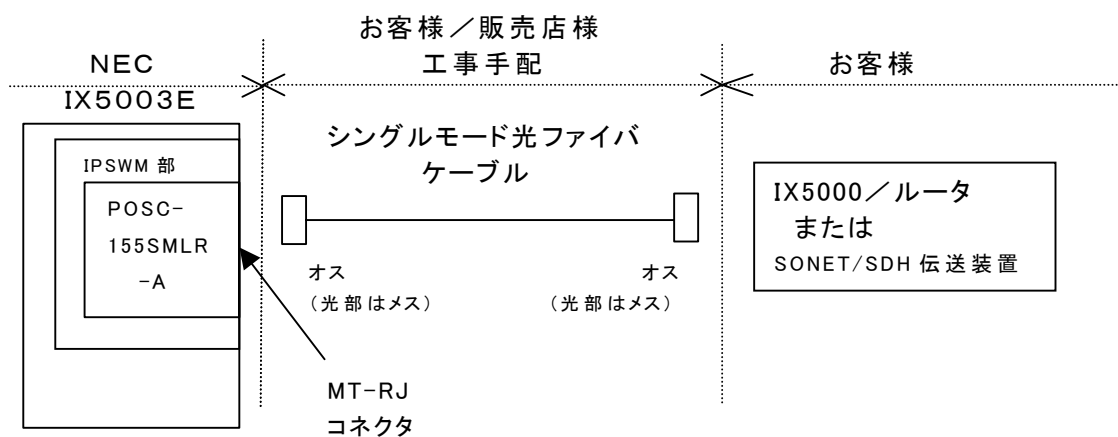 お客様／販売店様
工事手配
NEC
IX5003E
お客様
シングルモード光ファイバ
ケーブル
IPSWM 部
POSC-
155SMLR
-A
オス
（光部はメス）
オス
（光部はメス）
MT-RJ
コネクタ
IX5000／ルータ
または
SONET/SDH 伝送装置